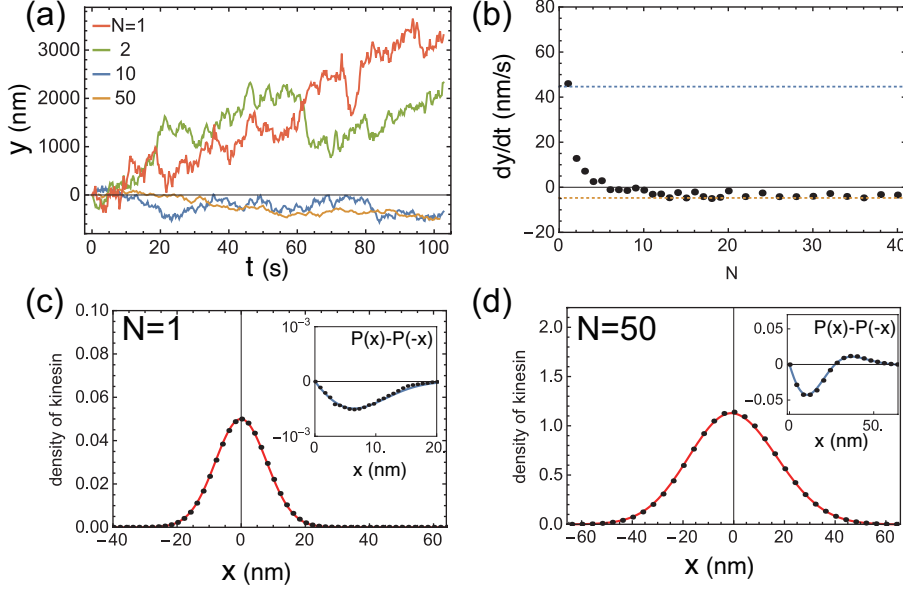 (a)
N=1
2
10
50
3000
2000
1000
0
y (nm)
0 20 40 60 80 100
t (s)
(b)
80
60
40
20
0
−20
dy/dt (nm/s)
0 10 20 30 40
N
(c)
N=1
0.10
0.08
0.06
0.04
0.02
0.00
density of kinesin
−40 −20 0 20 40 60
x (nm)
P(x)-P(-x)
10⁻³
0
−10⁻³
0 10 20
x (nm)
(d)
N=50
2.0
1.5
1.0
0.5
0.0
density of kinesin
−60 −40 −20 0 20 40 60
x (nm)
P(x)-P(-x)
0.05
0
−0.05
0 50
x (nm)